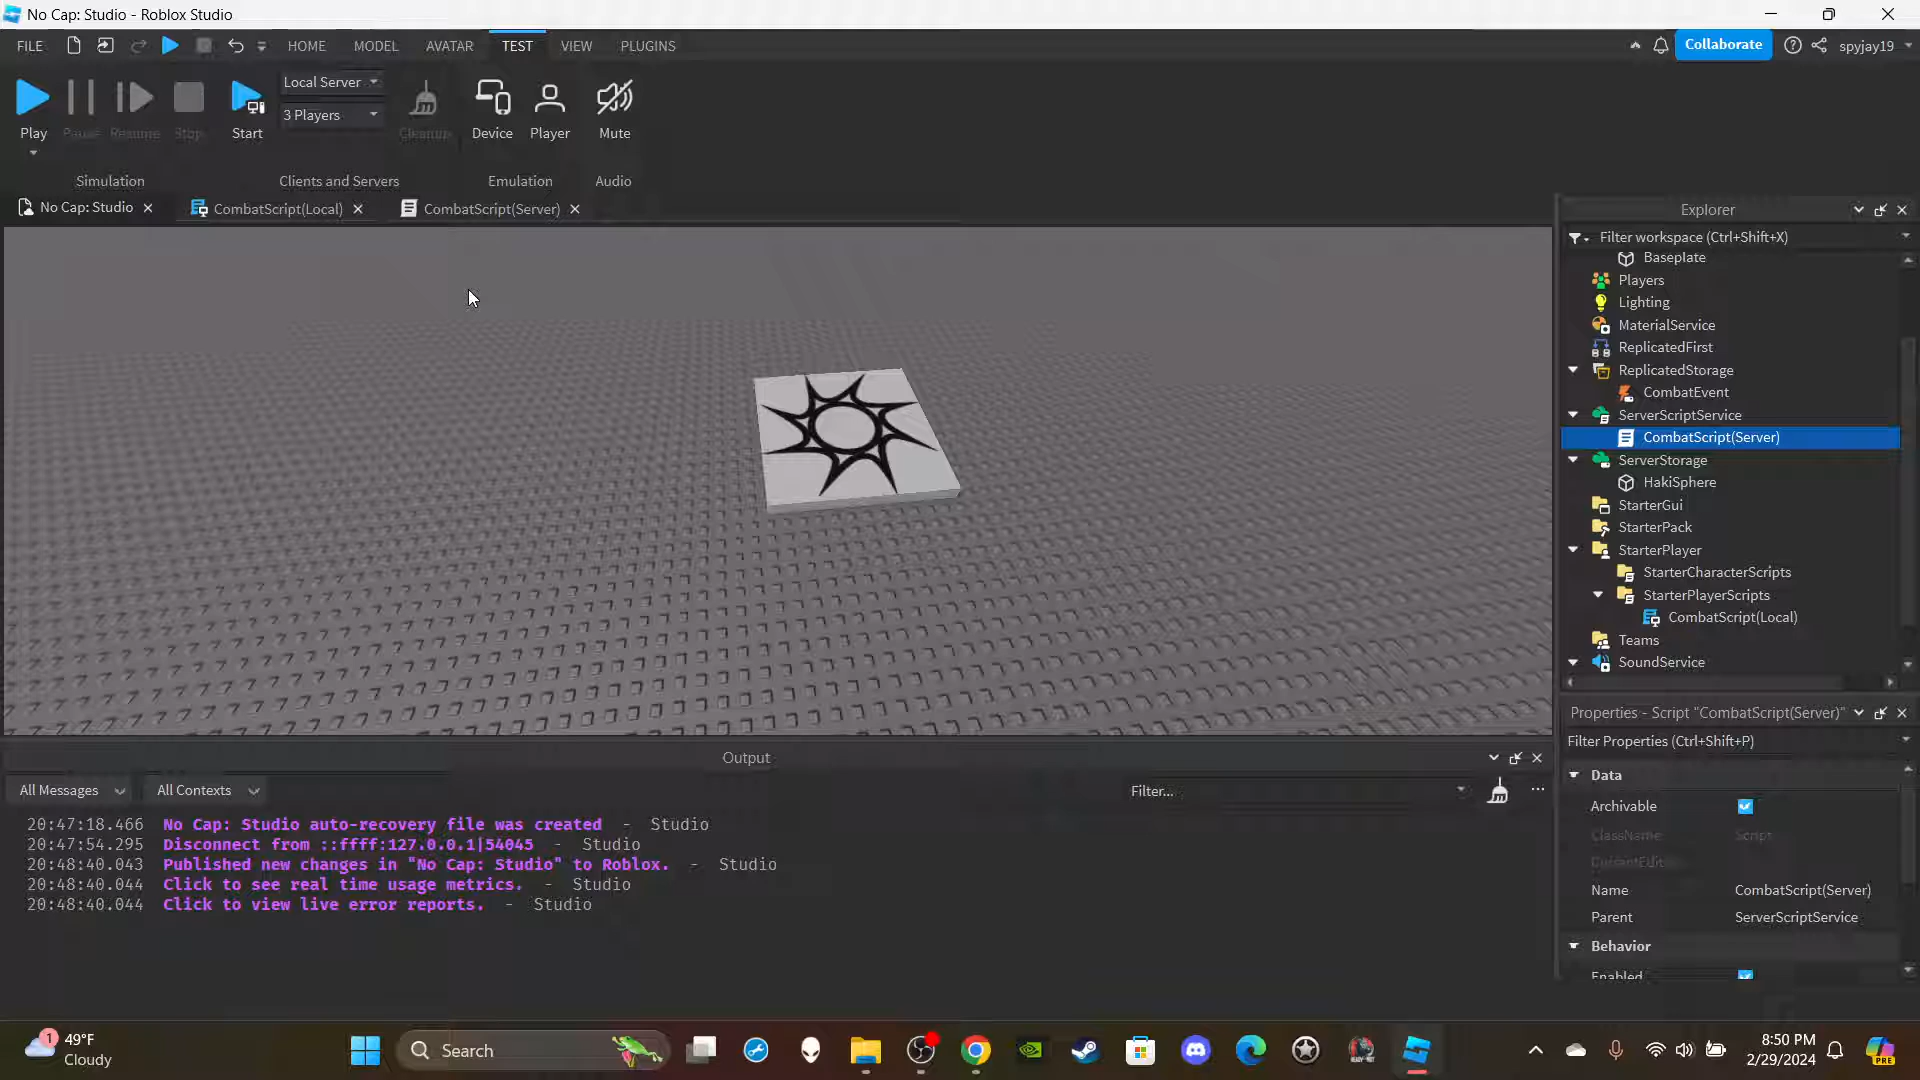 No Cap: Studio - Roblox Studio
FILE
HOME
MODEL
AVATAR
TEST
VIEW
PLUGINS
Collaborate
spyjay19
Play
Pause
Resume
Stop
Start
Local Server
3 Players
Cleanup
Device
Player
Mute
Simulation
Clients and Servers
Emulation
Audio
No Cap: Studio
CombatScript(Local)
CombatScript(Server)
Explorer
Filter workspace (Ctrl+Shift+X)
Baseplate
Players
Lighting
MaterialService
ReplicatedFirst
ReplicatedStorage
CombatEvent
ServerScriptService
CombatScript(Server)
ServerStorage
HakiSphere
StarterGui
StarterPack
StarterPlayer
StarterCharacterScripts
StarterPlayerScripts
CombatScript(Local)
Teams
SoundService
Properties - Script "CombatScript(Server)"
Filter Properties (Ctrl+Shift+P)
Data
Archivable
ClassName Script
Name CombatScript(Server)
Parent ServerScriptService
Behavior
Enabled
Output
All Messages
All Contexts
Filter...
20:47:18.466 No Cap: Studio auto-recovery file was created - Studio
20:47:54.295 Disconnect from ::ffff:127.0.0.1|54045 - Studio
20:48:40.043 Published new changes in "No Cap: Studio" to Roblox. - Studio
20:48:40.044 Click to see real time usage metrics. - Studio
20:48:40.044 Click to view live error reports. - Studio
1
49°F
Cloudy
Search
8:50 PM
2/29/2024
PRE